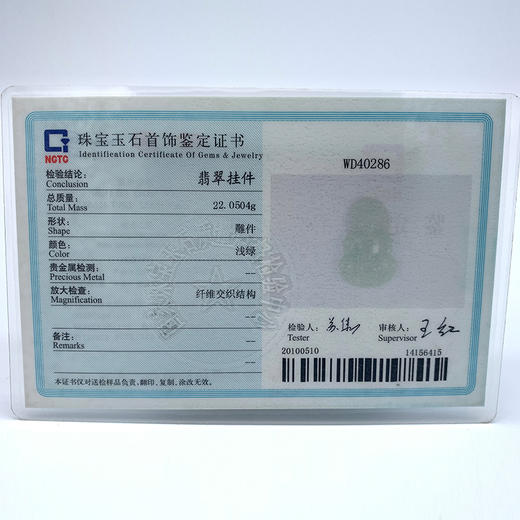 NGTC
珠宝玉石首饰鉴定证书
Identification Certificate Of Gems & Jewelry
检验结论:
Conclusion
翡翠挂件
总质量:
Total Mass
22.0504g
形状:
Shape
雕件
颜色:
Color
浅绿
贵金属检测:
Precious Metal
---
放大检查:
Magnification
纤维交织结构
---
备注:
Remarks
---
---
本证书仅对送检样品负责,翻印、复制、涂改无效。
WD40286
检验人:
Tester
审核人: 王红
Supervisor
20100510
14156415